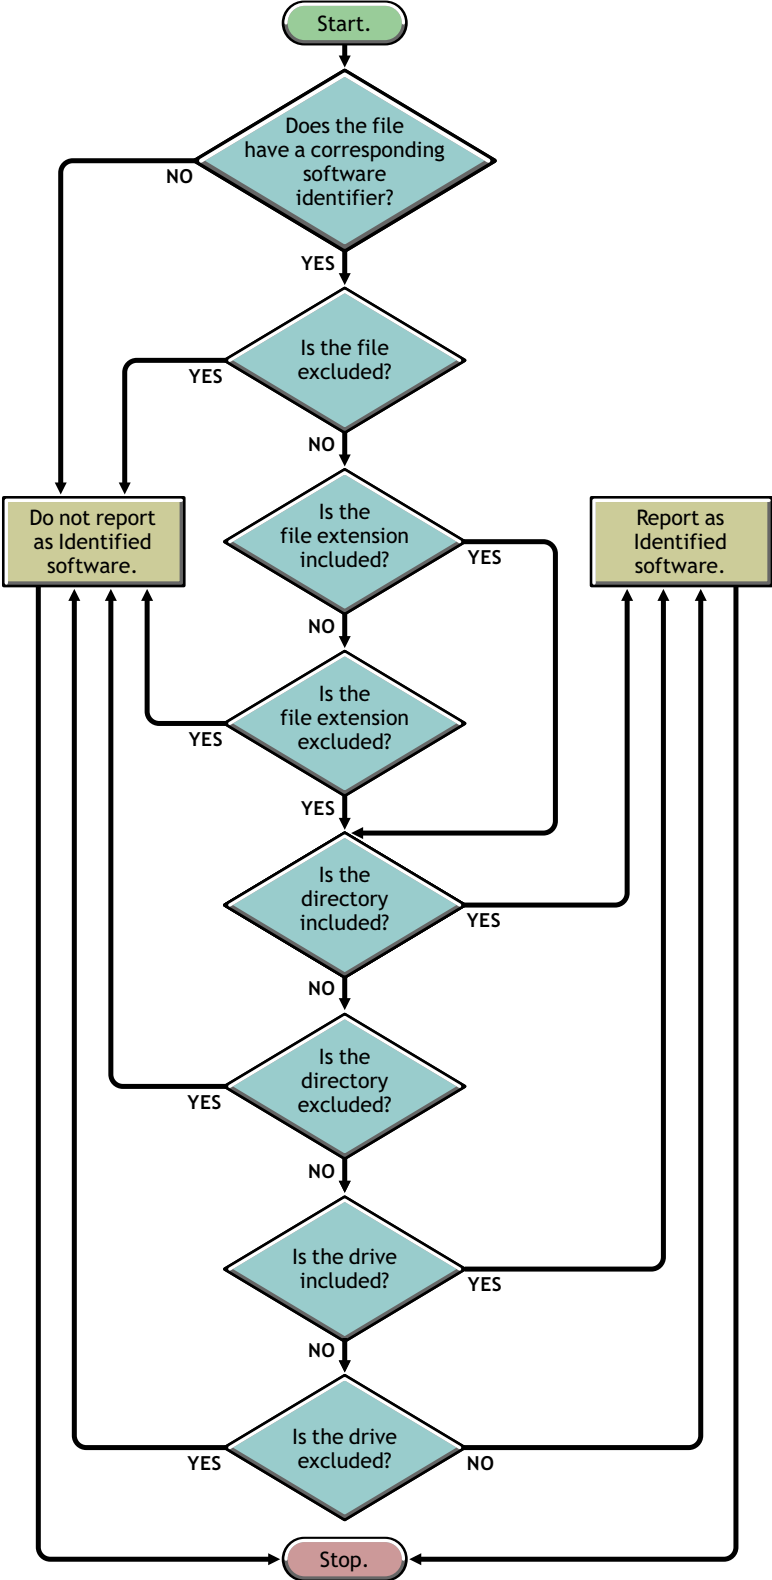 Start.
Does the file
have a corresponding
software
identifier?
NO
YES
Is the file
excluded?
YES
NO
Do not report
as Identified
software.
Is the
file extension
included?
YES
Report as
Identified
software.
NO
Is the
file extension
excluded?
YES
YES
Is the
directory
included?
YES
NO
Is the
directory
excluded?
YES
NO
Is the drive
included?
YES
NO
Is the drive
excluded?
YES
NO
Stop.